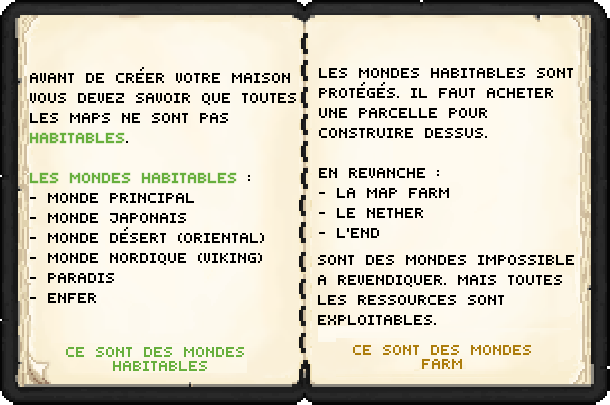 AVANT DE CRÉER VOTRE MAISON
VOUS DEVEZ SAVOIR QUE TOUTES
LES MAPS NE SONT PAS
HABITABLES.
LES MONDES HABITABLES :
- MONDE PRINCIPAL
- MONDE JAPONAIS
- MONDE DÉSERT (ORIENTAL)
- MONDE NORDIQUE (VIKING)
- PARADIS
- ENFER
CE SONT DES MONDES
HABITABLES
LES MONDES HABITABLES SONT
PROTÉGÉS. IL FAUT ACHETER
UNE PARCELLE POUR
CONSTRUIRE DESSUS.
EN REVANCHE :
- LA MAP FARM
- LE NETHER
- L'END
SONT DES MONDES IMPOSSIBLE
A REVENDIQUER. MAIS TOUTES
LES RESSOURCES SONT
EXPLOITABLES.
CE SONT DES MONDES
FARM